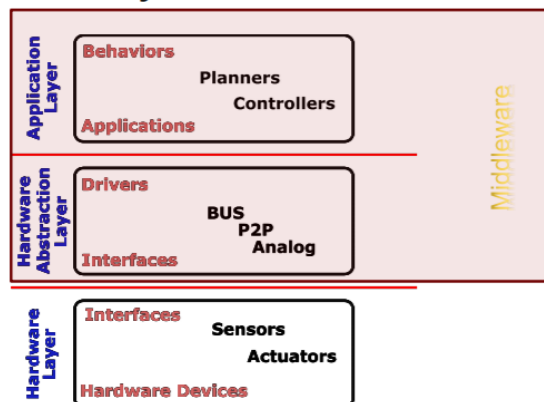 Application
Layer
Behaviors
Planners
Controllers
Applications
Middleware
Hardware
Abstraction
Layer
Drivers
BUS
P2P
Analog
Interfaces
Hardware
Layer
Interfaces
Sensors
Actuators
Hardware Devices